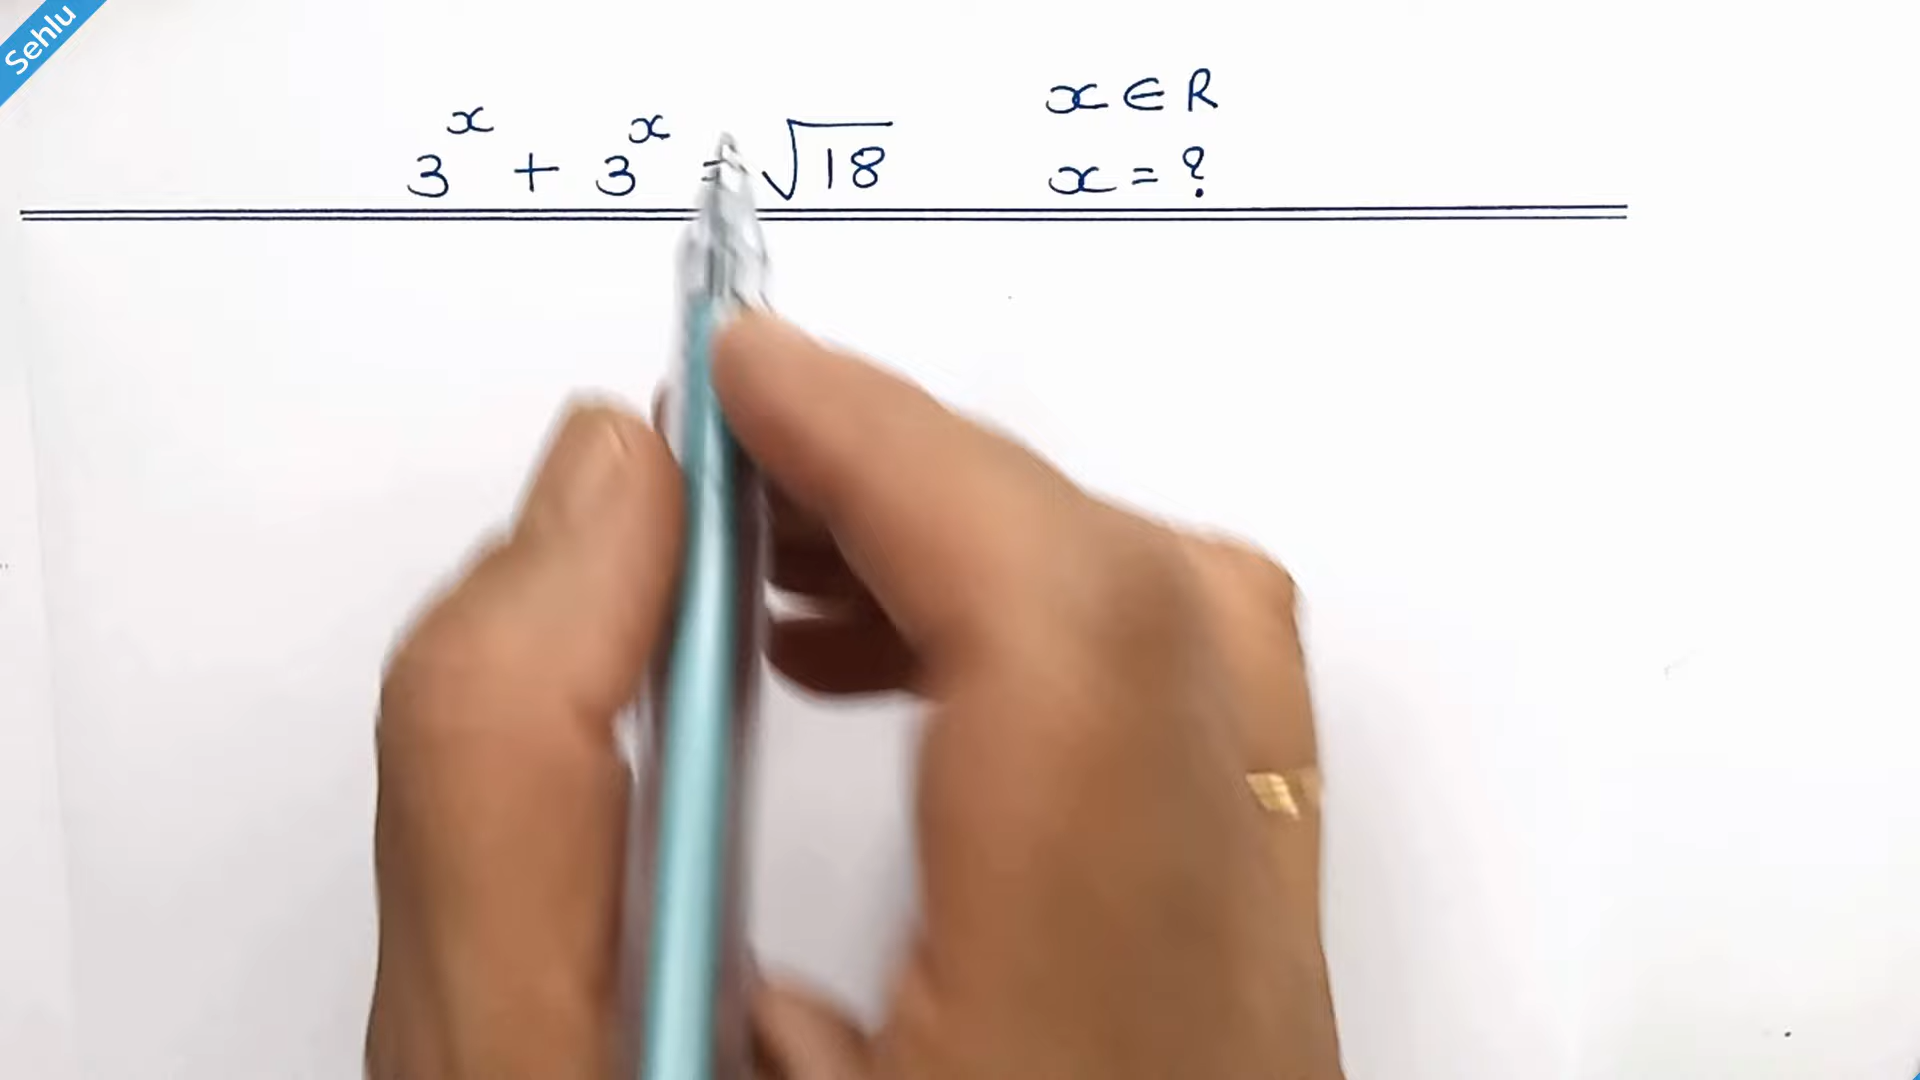 Sehlu
x ∈ R
3^x + 3^x = √18
x = ?